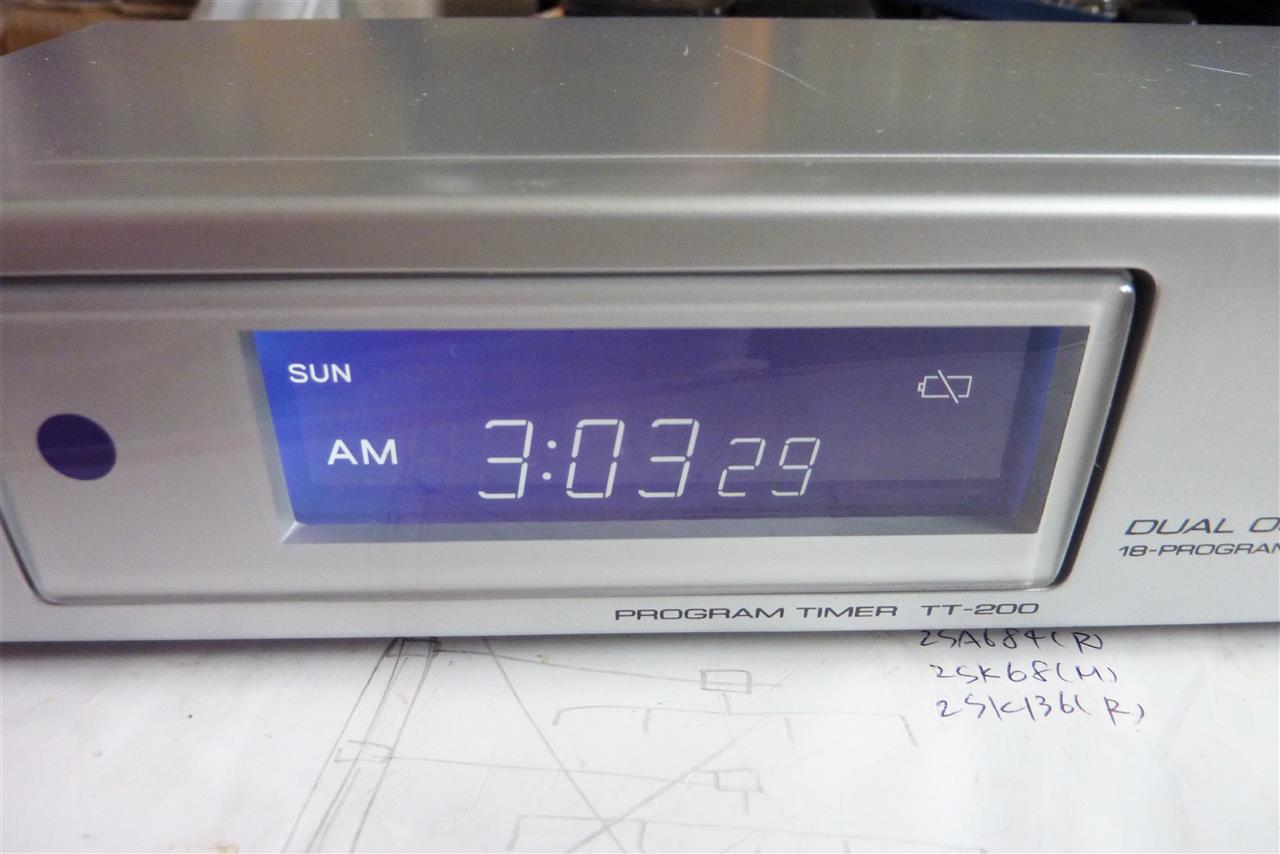 SUN
AM 3:03 29
DUAL
18-PROGRAM
PROGRAM TIMER TT-200
2SA684(R)
2SK68(M)
2SK136(R)